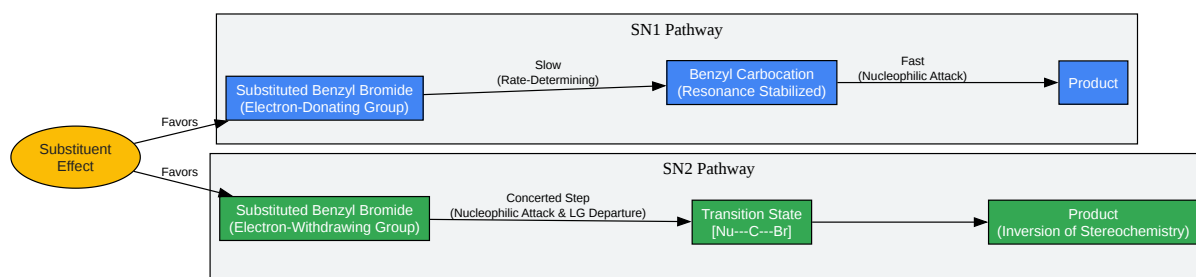 SN1 Pathway
Substituted Benzyl Bromide
(Electron-Donating Group)
Slow
(Rate-Determining)
Benzyl Carbocation
(Resonance Stabilized)
Fast
(Nucleophilic Attack)
Product
Favors
Substituent
Effect
Favors
SN2 Pathway
Substituted Benzyl Bromide
(Electron-Withdrawing Group)
Concerted Step
(Nucleophilic Attack & LG Departure)
Transition State
[Nu---C---Br]
Product
(Inversion of Stereochemistry)